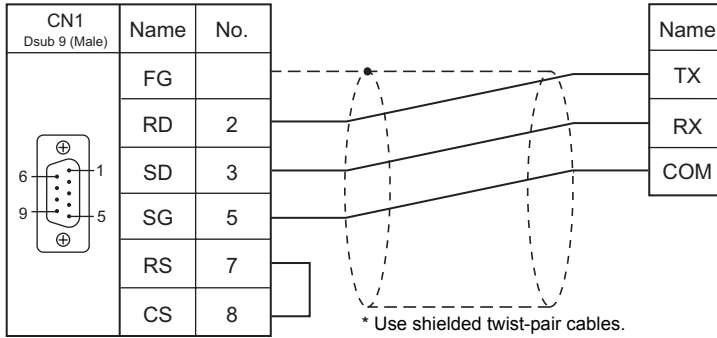 CN1
Dsub 9 (Male)
Name No.
Name
FG
TX
RD 2
RX
SD 3
COM
SG 5
RS 7
CS 8
6 1
9 5
* Use shielded twist-pair cables.